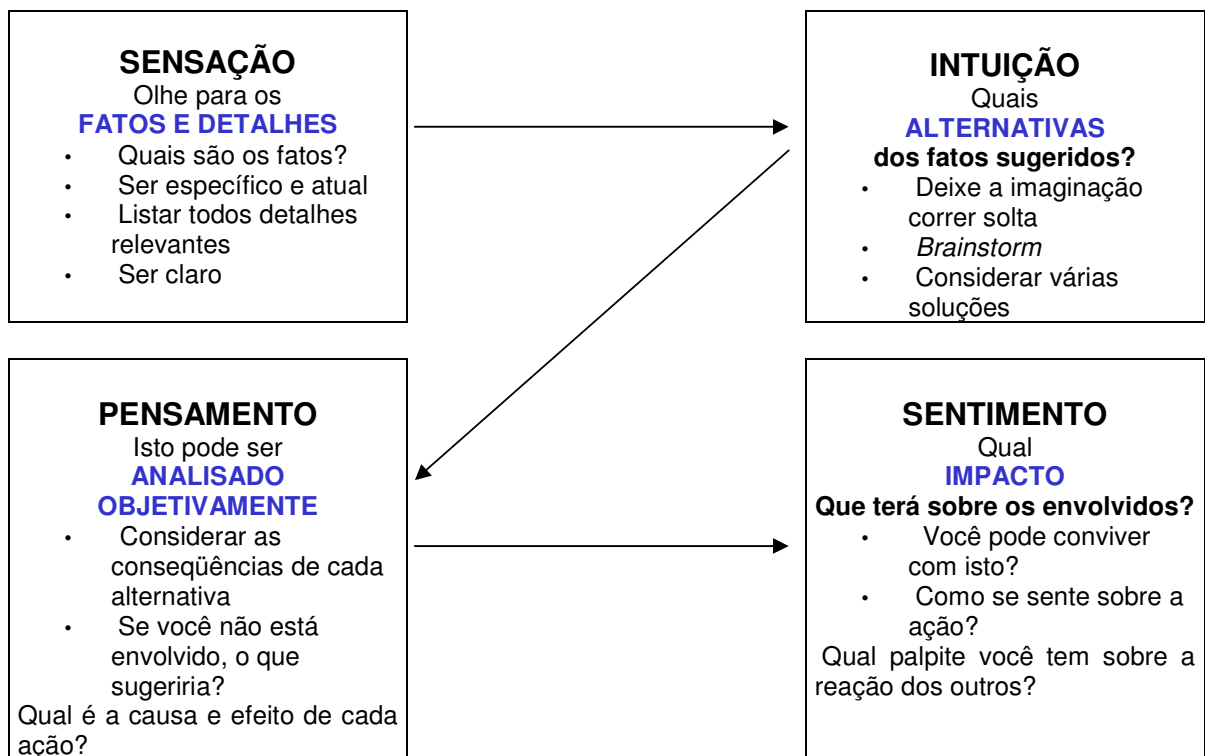 SENSAÇÃO
Olhe para os
FATOS E DETALHES
• Quais são os fatos?
• Ser específico e atual
• Listar todos detalhes
relevantes
• Ser claro
INTUIÇÃO
Quais
ALTERNATIVAS
dos fatos sugeridos?
• Deixe a imaginação
correr solta
• Brainstorm
• Considerar várias
soluções
PENSAMENTO
Isto pode ser
ANALISADO
OBJETIVAMENTE
• Considerar as
conseqüências de cada
alternativa
• Se você não está
envolvido, o que
sugeriria?
Qual é a causa e efeito de cada
ação?
SENTIMENTO
Qual
IMPACTO
Que terá sobre os envolvidos?
• Você pode conviver
com isto?
• Como se sente sobre a
ação?
Qual palpite você tem sobre a
reação dos outros?